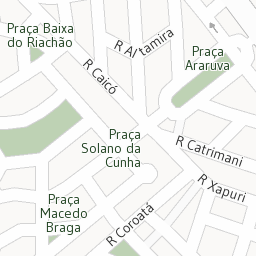 Praça Baixa
do Riachão
R Altamira
Praça
Araruva
R Caicó
Praça
Solano da
Cunha
R Catrimani
R Xapuri
Praça
Macedo
Braga
R Coroatá